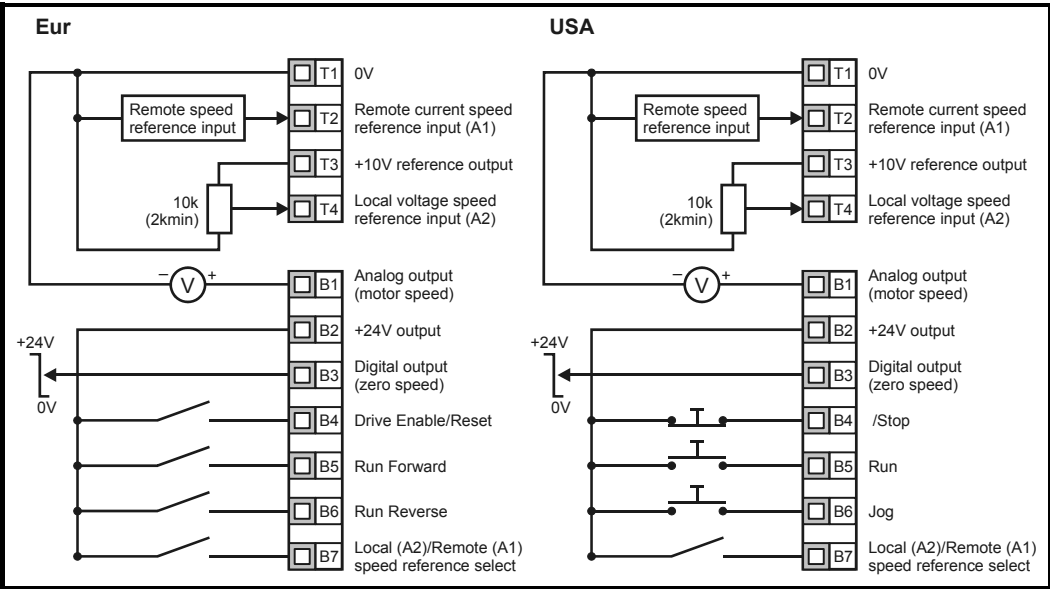 Eur
T1 0V
Remote speed
reference input
T2 Remote current speed
reference input (A1)
T3 +10V reference output
10k
(2kmin)
T4 Local voltage speed
reference input (A2)
– V +
B1 Analog output
(motor speed)
B2 +24V output
+24V
0V
B3 Digital output
(zero speed)
B4 Drive Enable/Reset
B5 Run Forward
B6 Run Reverse
B7 Local (A2)/Remote (A1)
speed reference select
USA
T1 0V
Remote speed
reference input
T2 Remote current speed
reference input (A1)
T3 +10V reference output
10k
(2kmin)
T4 Local voltage speed
reference input (A2)
– V +
B1 Analog output
(motor speed)
B2 +24V output
+24V
0V
B3 Digital output
(zero speed)
B4 /Stop
B5 Run
B6 Jog
B7 Local (A2)/Remote (A1)
speed reference select